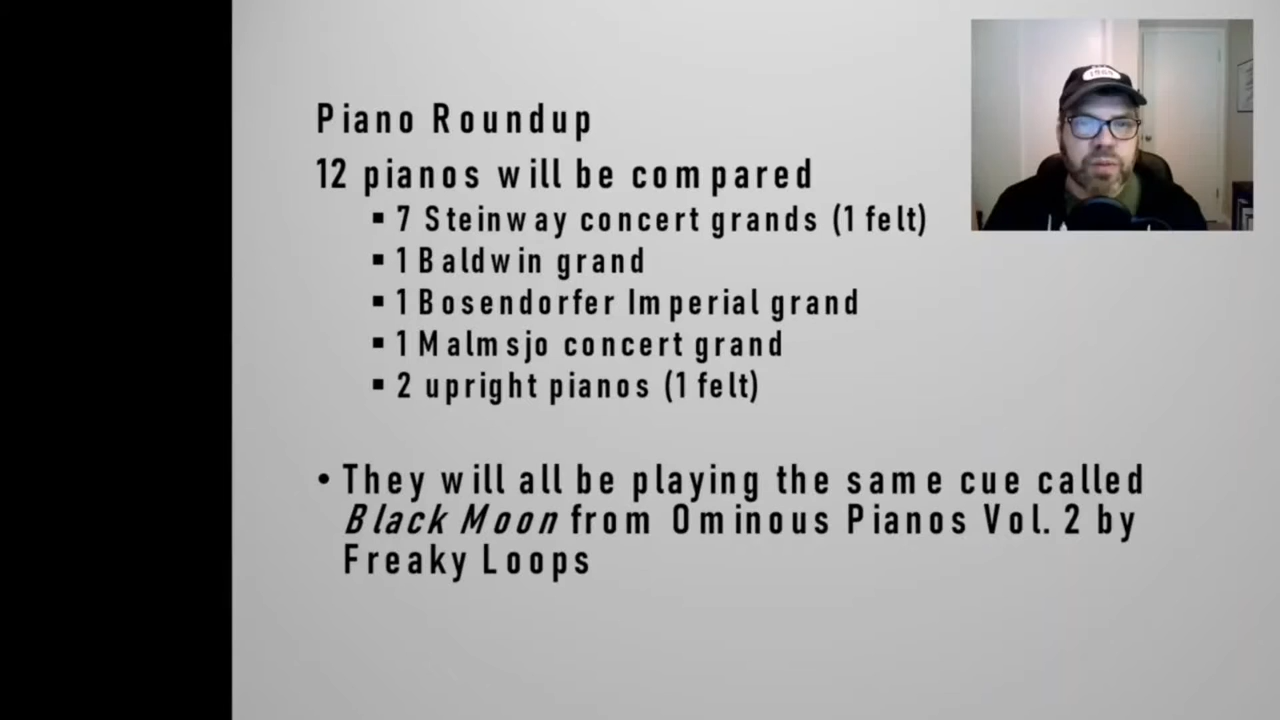 Piano Roundup
12 pianos will be compared
▪ 7 Steinway concert grands (1 felt)
▪ 1 Baldwin grand
▪ 1 Bosendorfer Imperial grand
▪ 1 Malmsjo concert grand
▪ 2 upright pianos (1 felt)
• They will all be playing the same cue called
Black Moon from Ominous Pianos Vol. 2 by
Freaky Loops